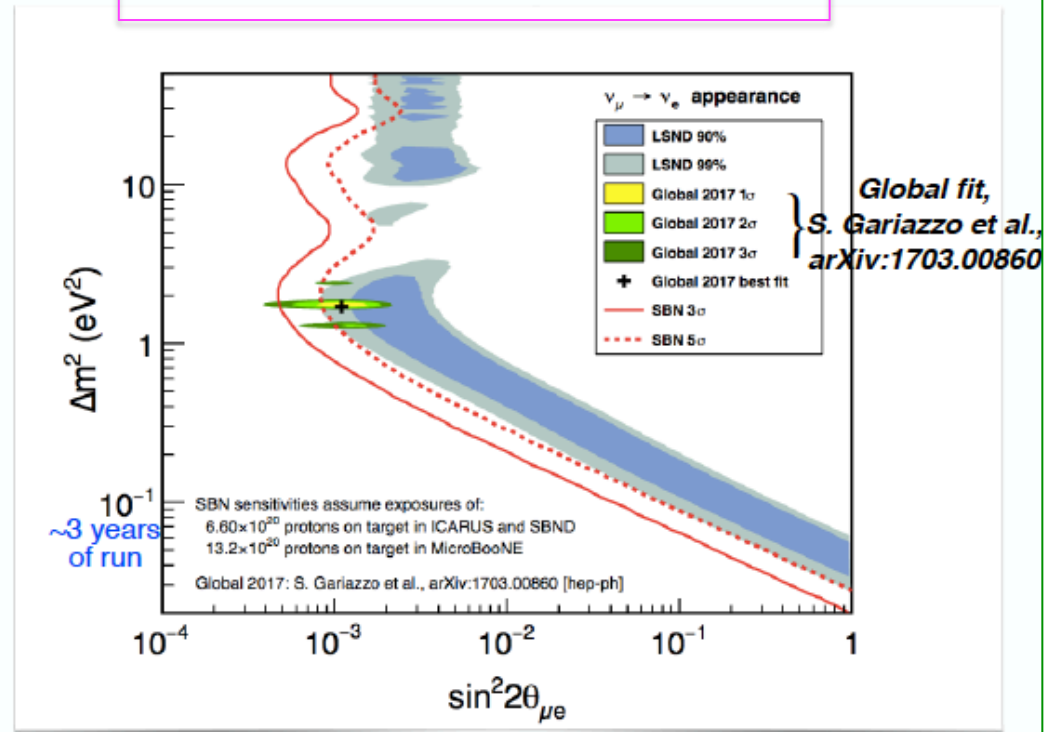 ν_μ → ν_e appearance
LSND 90%
LSND 99%
Global 2017 1σ
Global 2017 2σ
Global 2017 3σ
Global 2017 best fit
SBN 3σ
SBN 5σ
Global fit,
S. Gariazzo et al.,
arXiv:1703.00860
10
1
10⁻¹
Δm² (eV²)
~3 years
of run
SBN sensitivities assume exposures of:
6.60×10²⁰ protons on target in ICARUS and SBND
13.2×10²⁰ protons on target in MicroBooNE
Global 2017: S. Gariazzo et al., arXiv:1703.00860 [hep-ph]
10⁻⁴ 10⁻³ 10⁻² 10⁻¹ 1
sin²2θ_μe